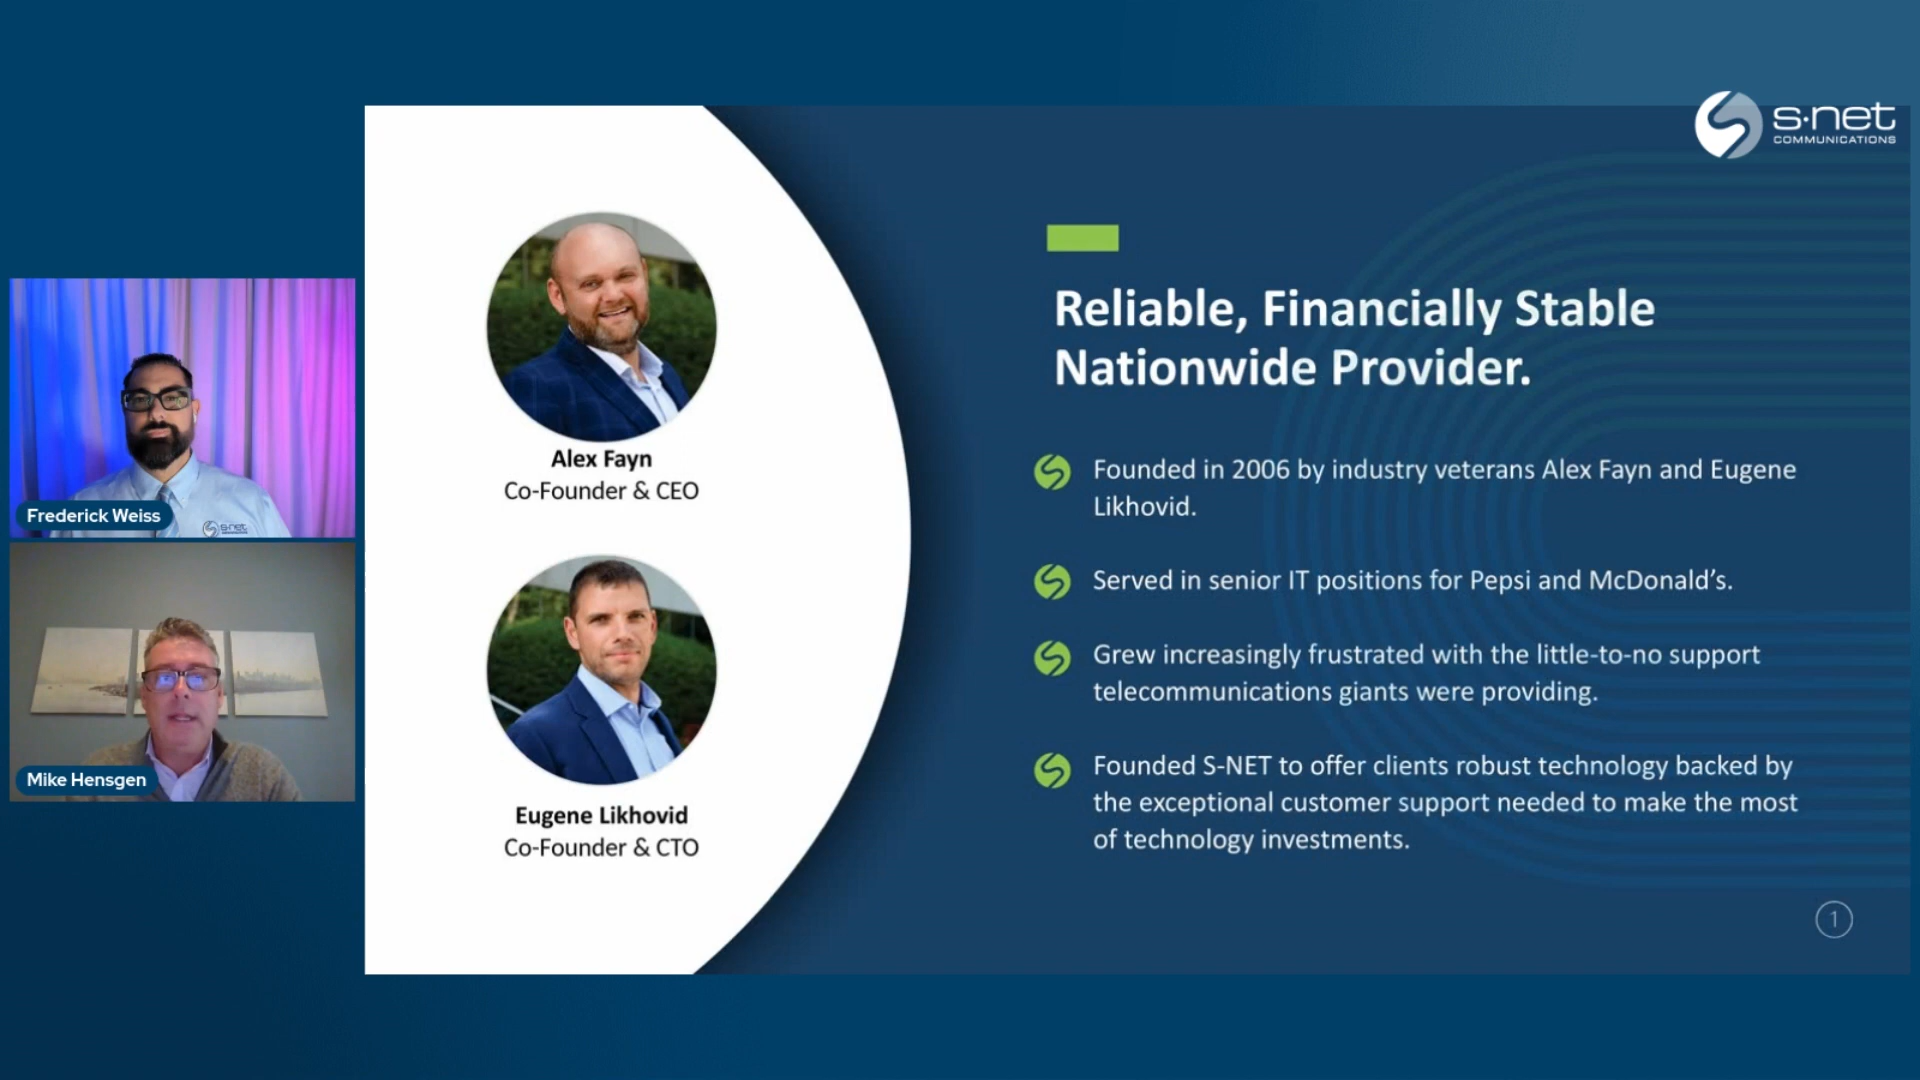 s·net
COMMUNICATIONS
Frederick Weiss
s·net
Mike Hensgen
Alex Fayn
Co-Founder & CEO
Eugene Likhovid
Co-Founder & CTO
Reliable, Financially Stable
Nationwide Provider.
Founded in 2006 by industry veterans Alex Fayn and Eugene
Likhovid.
Served in senior IT positions for Pepsi and McDonald’s.
Grew increasingly frustrated with the little-to-no support
telecommunications giants were providing.
Founded S-NET to offer clients robust technology backed by
the exceptional customer support needed to make the most
of technology investments.
1